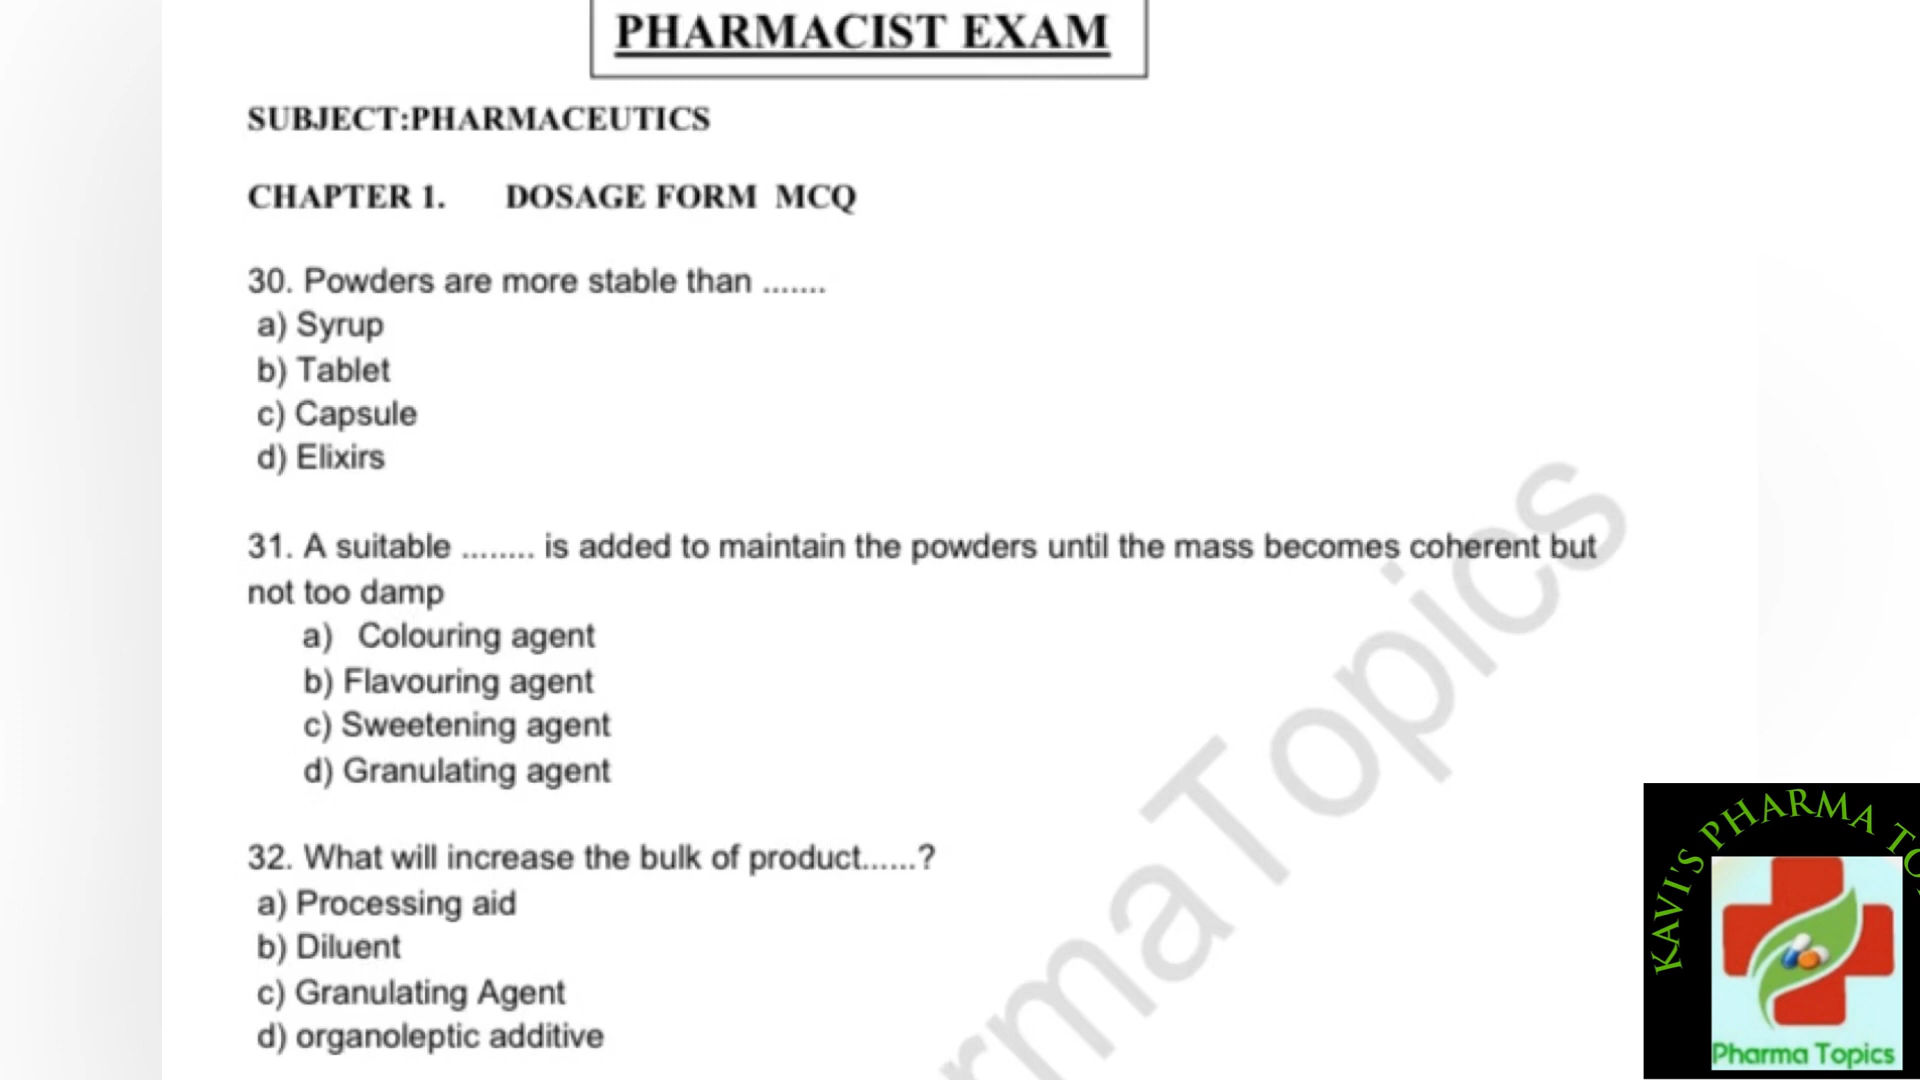 PHARMACIST EXAM
SUBJECT:PHARMACEUTICS
CHAPTER 1. DOSAGE FORM MCQ
30. Powders are more stable than .......
a) Syrup
b) Tablet
c) Capsule
d) Elixirs
31. A suitable ........ is added to maintain the powders until the mass becomes coherent but
not too damp
a) Colouring agent
b) Flavouring agent
c) Sweetening agent
d) Granulating agent
32. What will increase the bulk of product......?
a) Processing aid
b) Diluent
c) Granulating Agent
d) organoleptic additive
rmaTopics
KAVI'S PHARMA TO
Pharma Topics